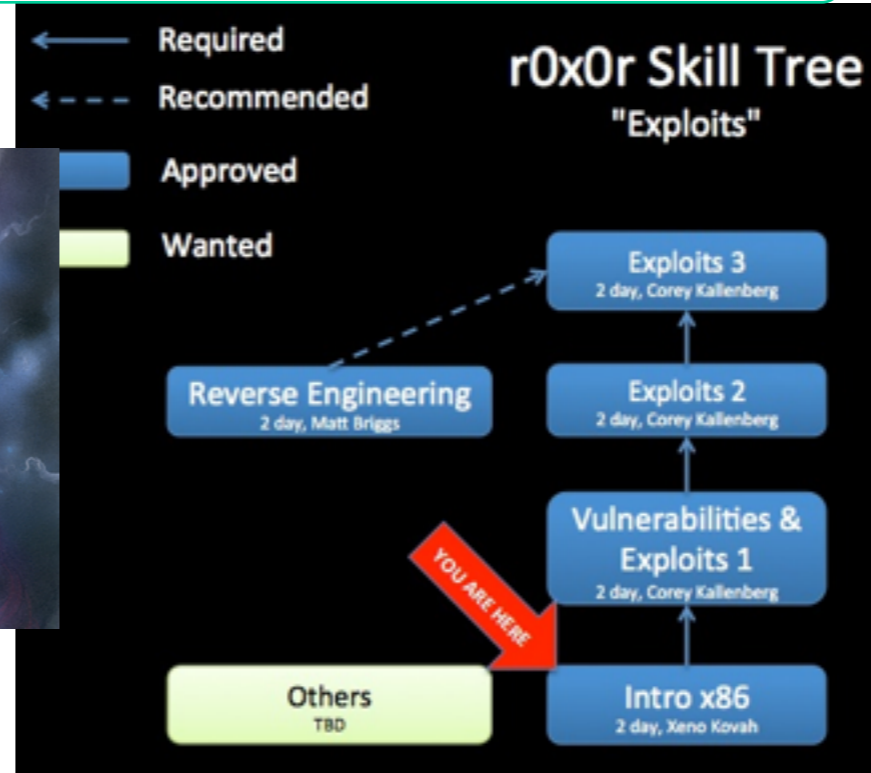 Required
Recommended
Approved
Wanted
r0x0r Skill Tree
"Exploits"
Exploits 3
2 day, Corey Kallenberg
Reverse Engineering
2 day, Matt Briggs
Exploits 2
2 day, Corey Kallenberg
Vulnerabilities &
Exploits 1
2 day, Corey Kallenberg
YOU ARE HERE
Others
TBD
Intro x86
2 day, Xeno Kovah